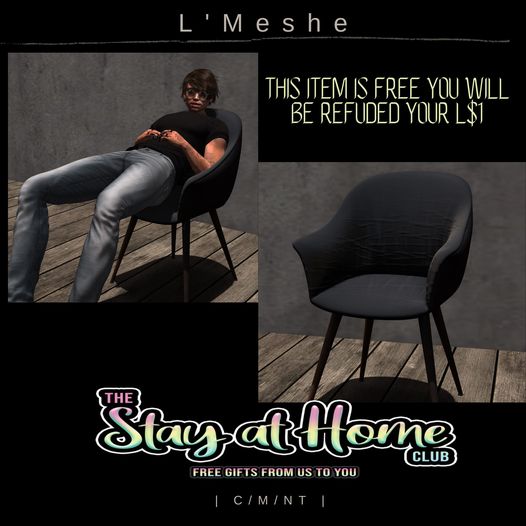 L'Meshe
THIS ITEM IS FREE YOU WILL
BE REFUDED YOUR L$1
THE
Stay at Home
CLUB
FREE GIFTS FROM US TO YOU
| C/M/NT |